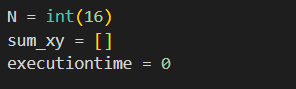 N = int(16)
sum_xy = []
executiontime = 0